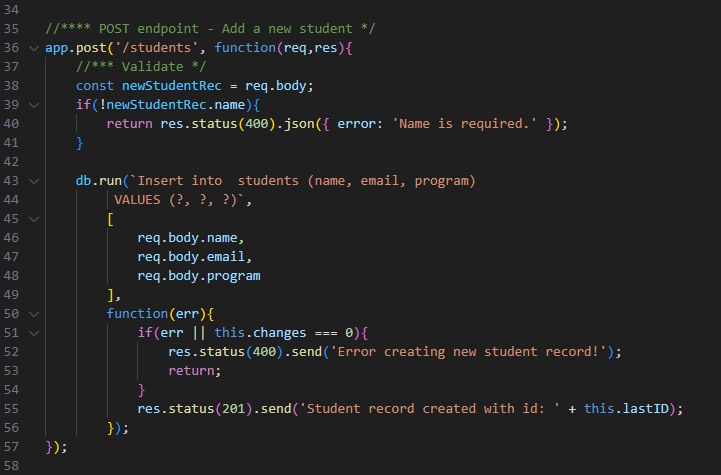 34
35 //**** POST endpoint - Add a new student */
36 app.post('/students', function(req,res){
37     //*** Validate */
38     const newStudentRec = req.body;
39     if(!newStudentRec.name){
40         return res.status(400).json({ error: 'Name is required.' });
41     }
42
43     db.run(`Insert into  students (name, email, program)
44          VALUES (?, ?, ?)`,
45         [
46             req.body.name,
47             req.body.email,
48             req.body.program
49         ],
50         function(err){
51             if(err || this.changes === 0){
52                 res.status(400).send('Error creating new student record!');
53                 return;
54             }
55             res.status(201).send('Student record created with id: ' + this.lastID);
56         });
57 });
58